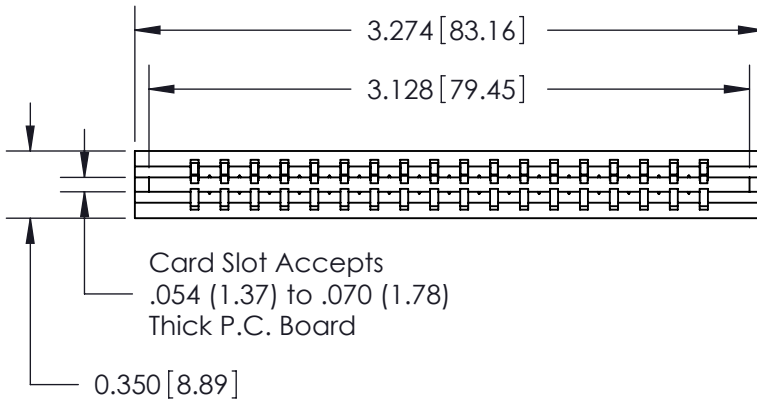 3.274 [83.16]
3.128 [79.45]
Card Slot Accepts
.054 (1.37) to .070 (1.78)
Thick P.C. Board
0.350 [8.89]